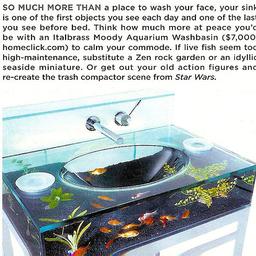 SO MUCH MORE THAN a place to wash your face, your sink
is one of the first objects you see each day and one of the last
you see before bed. Think how much more at peace you'd
be with an Italbrass Moody Aquarium Washbasin ($7,000
homeclick.com) to calm your commode. If live fish seem too
high-maintenance, substitute a Zen rock garden or an idyllic
seaside miniature. Or get out your old action figures and
re-create the trash compactor scene from Star Wars.